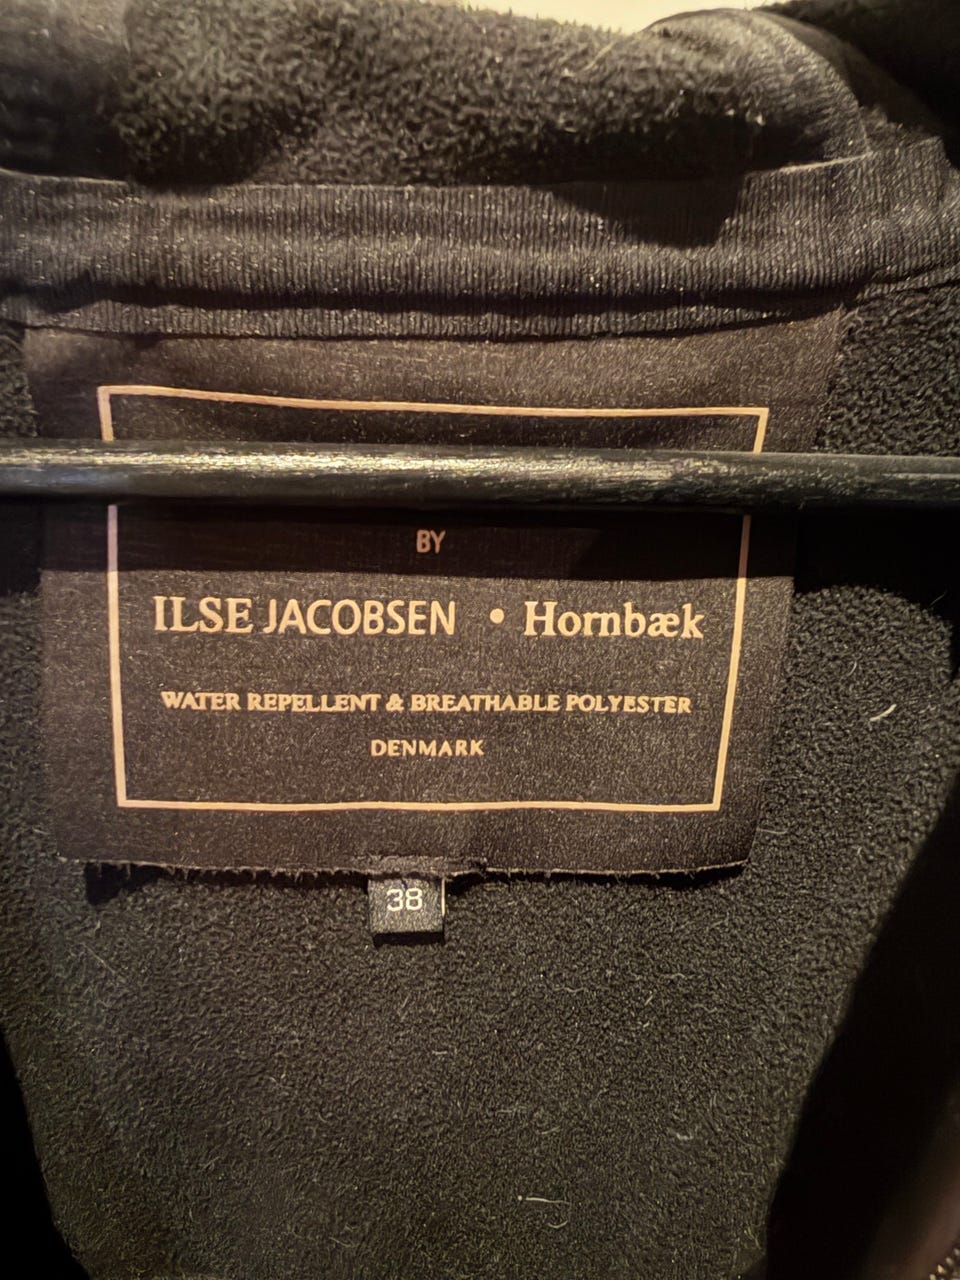 BY
ILSE JACOBSEN • Hornbæk
WATER REPELLENT & BREATHABLE POLYESTER
DENMARK
38